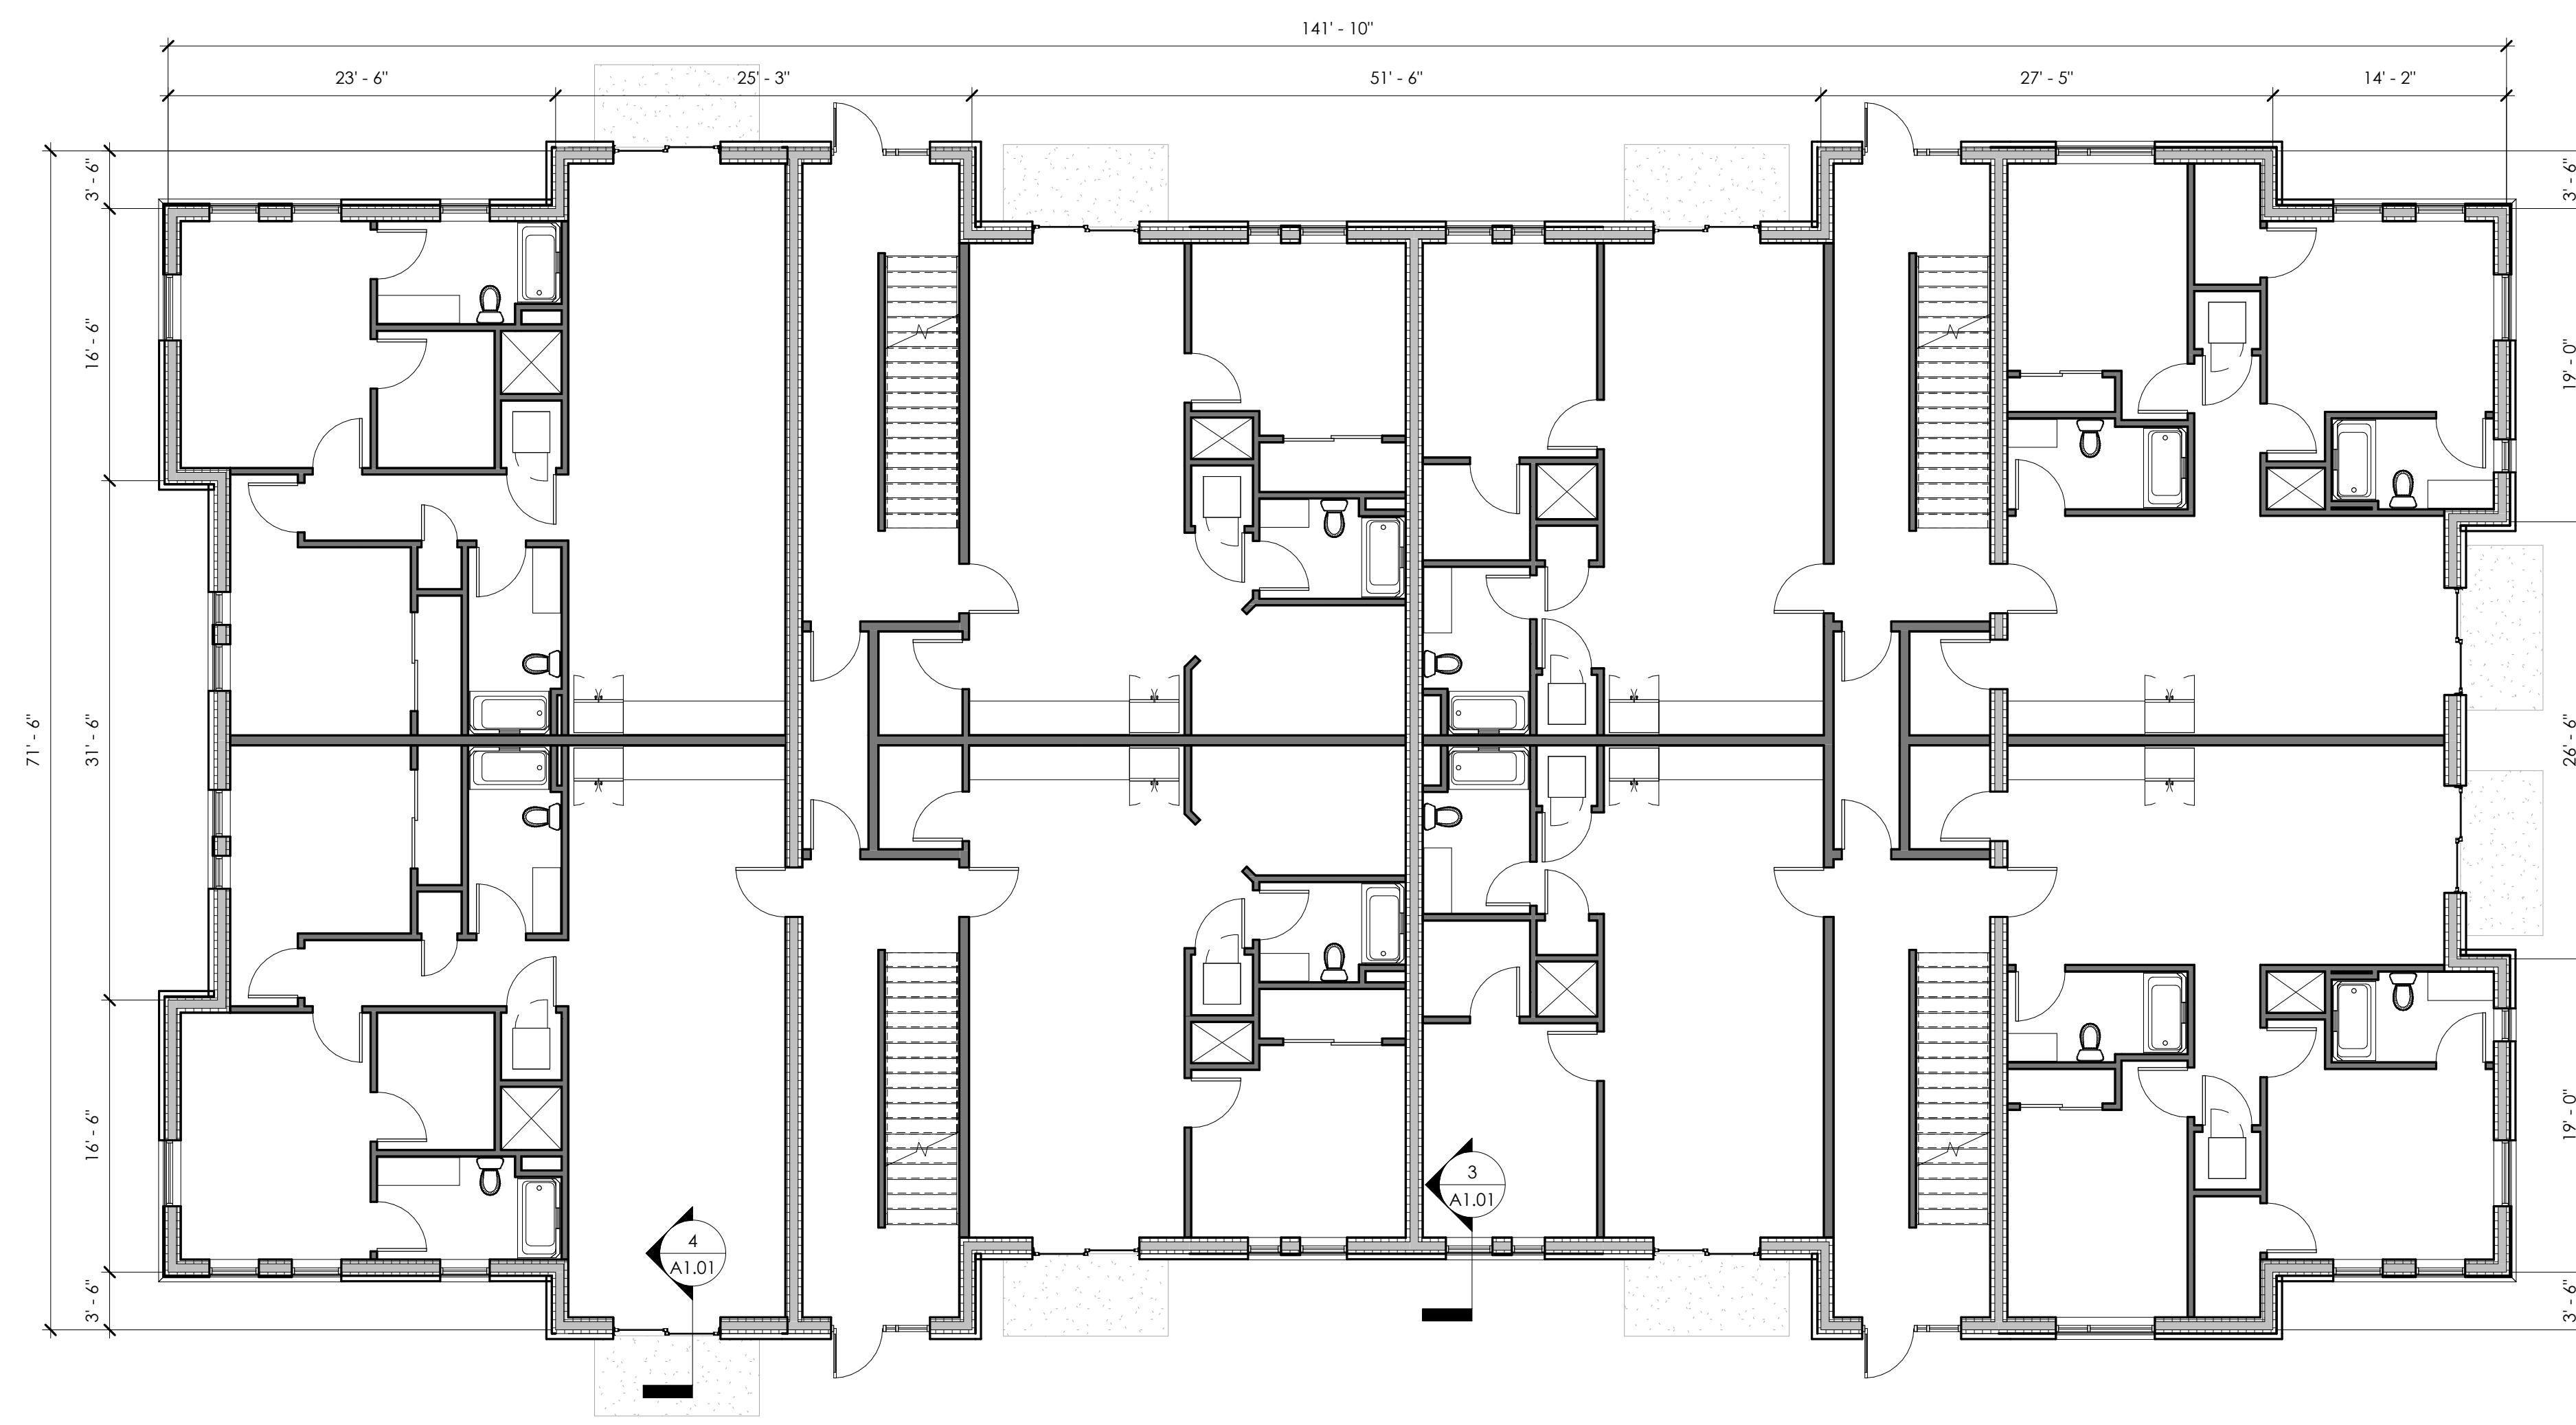 141' - 10"
23' - 6"
25' - 3"
51' - 6"
27' - 5"
14' - 2"
3' - 6"
3' - 6"
16' - 6"
19' - 0"
71' - 6"
31' - 6"
26' - 6"
16' - 6"
19' - 0"
3
A1.01
4
A1.01
3' - 6"
3' - 6"